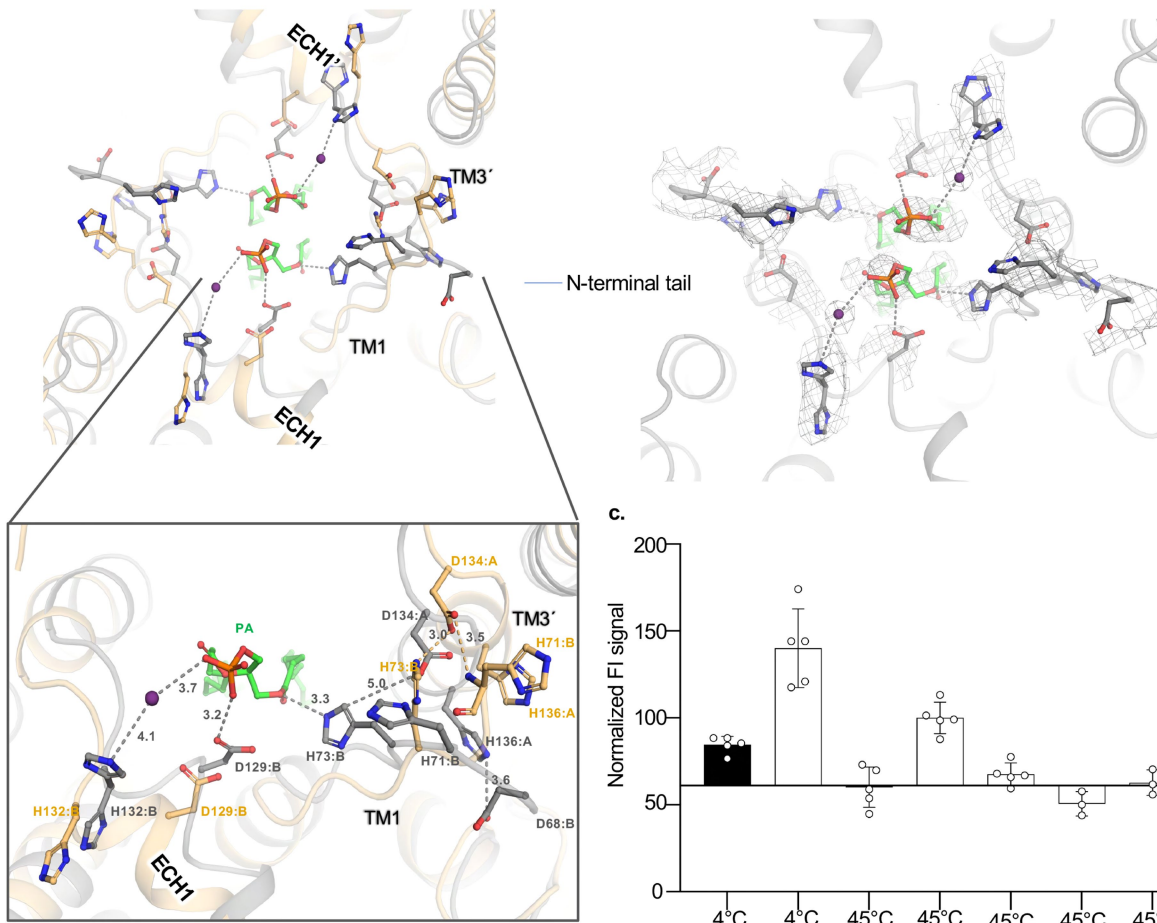 ECH1'
TM3´
N-terminal tail
TM1
ECH1
c.
D134:A
D134:A
TM3´
3.0
3.5
PA
H71:B
H73:B
5.0
3.7
3.3
H136:A
4.1
3.2
H136:A
D129:B
H73:B
H71:B
3.6
H132:B
H132:B
D129:B
TM1
D68:B
ECH1
Normalized FI signal
200
150
100
50
0
4°C
4°C
45°C
45°C
45°C
45°C